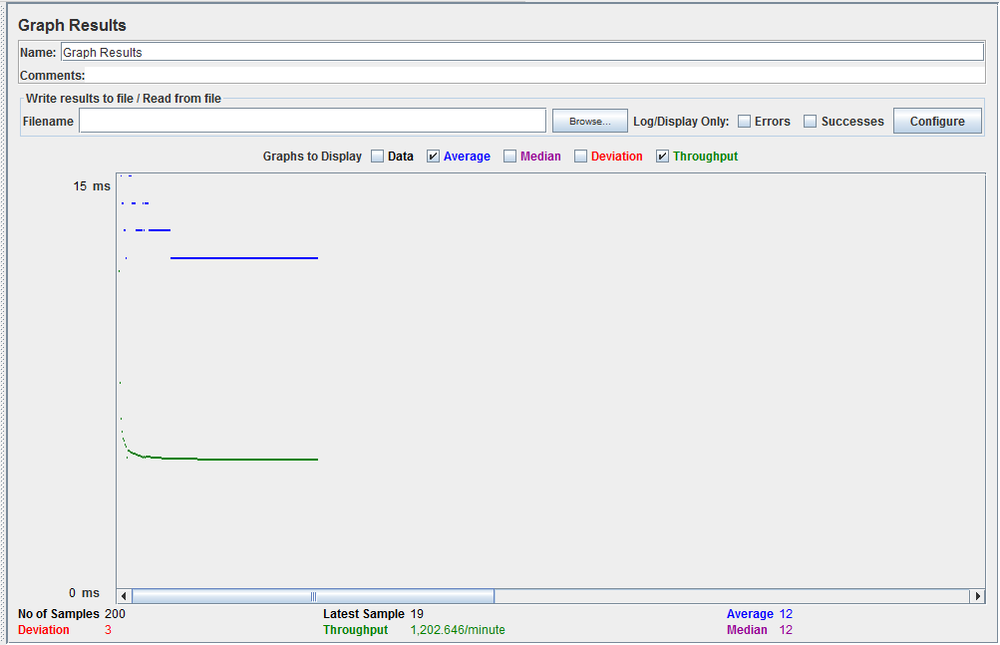 Graph Results
Name: Graph Results
Comments:
Write results to file / Read from file
Filename Browse... Log/Display Only: Errors Successes Configure
Graphs to Display Data Average Median Deviation Throughput
15 ms
0 ms
No of Samples 200 Latest Sample 19 Average 12
Deviation 3 Throughput 1,202.646/minute Median 12